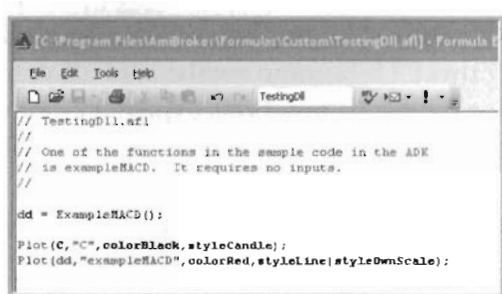 [C:\Program Files\AmiBroker\Formulas\Custom\TestingDll.afl] - Formula
File Edit Tools Help
TestingDll
// TestingDll.afl
//
// One of the functions in the sample code in the ADK
// is exampleMACD. It requires no inputs.
//
dd = ExampleMACD();
Plot(C,"C",colorBlack,styleCandle);
Plot(dd,"exampleMACD",colorRed,styleLine|styleOwnScale);